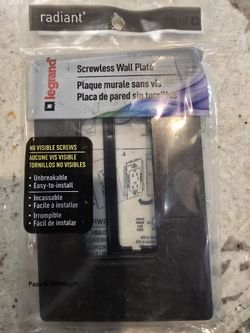 radiant®
legrand®
Screwless Wall Plate
Plaque murale sans vis
Placa de pared sin tornillos
NO VISIBLE SCREWS
AUCUNE VIS VISIBLE
TORNILLOS NO VISIBLES
- Unbreakable
- Easy-to-install
- Incassable
- Facile à installer
- Irrompible
- Fácil de instalar